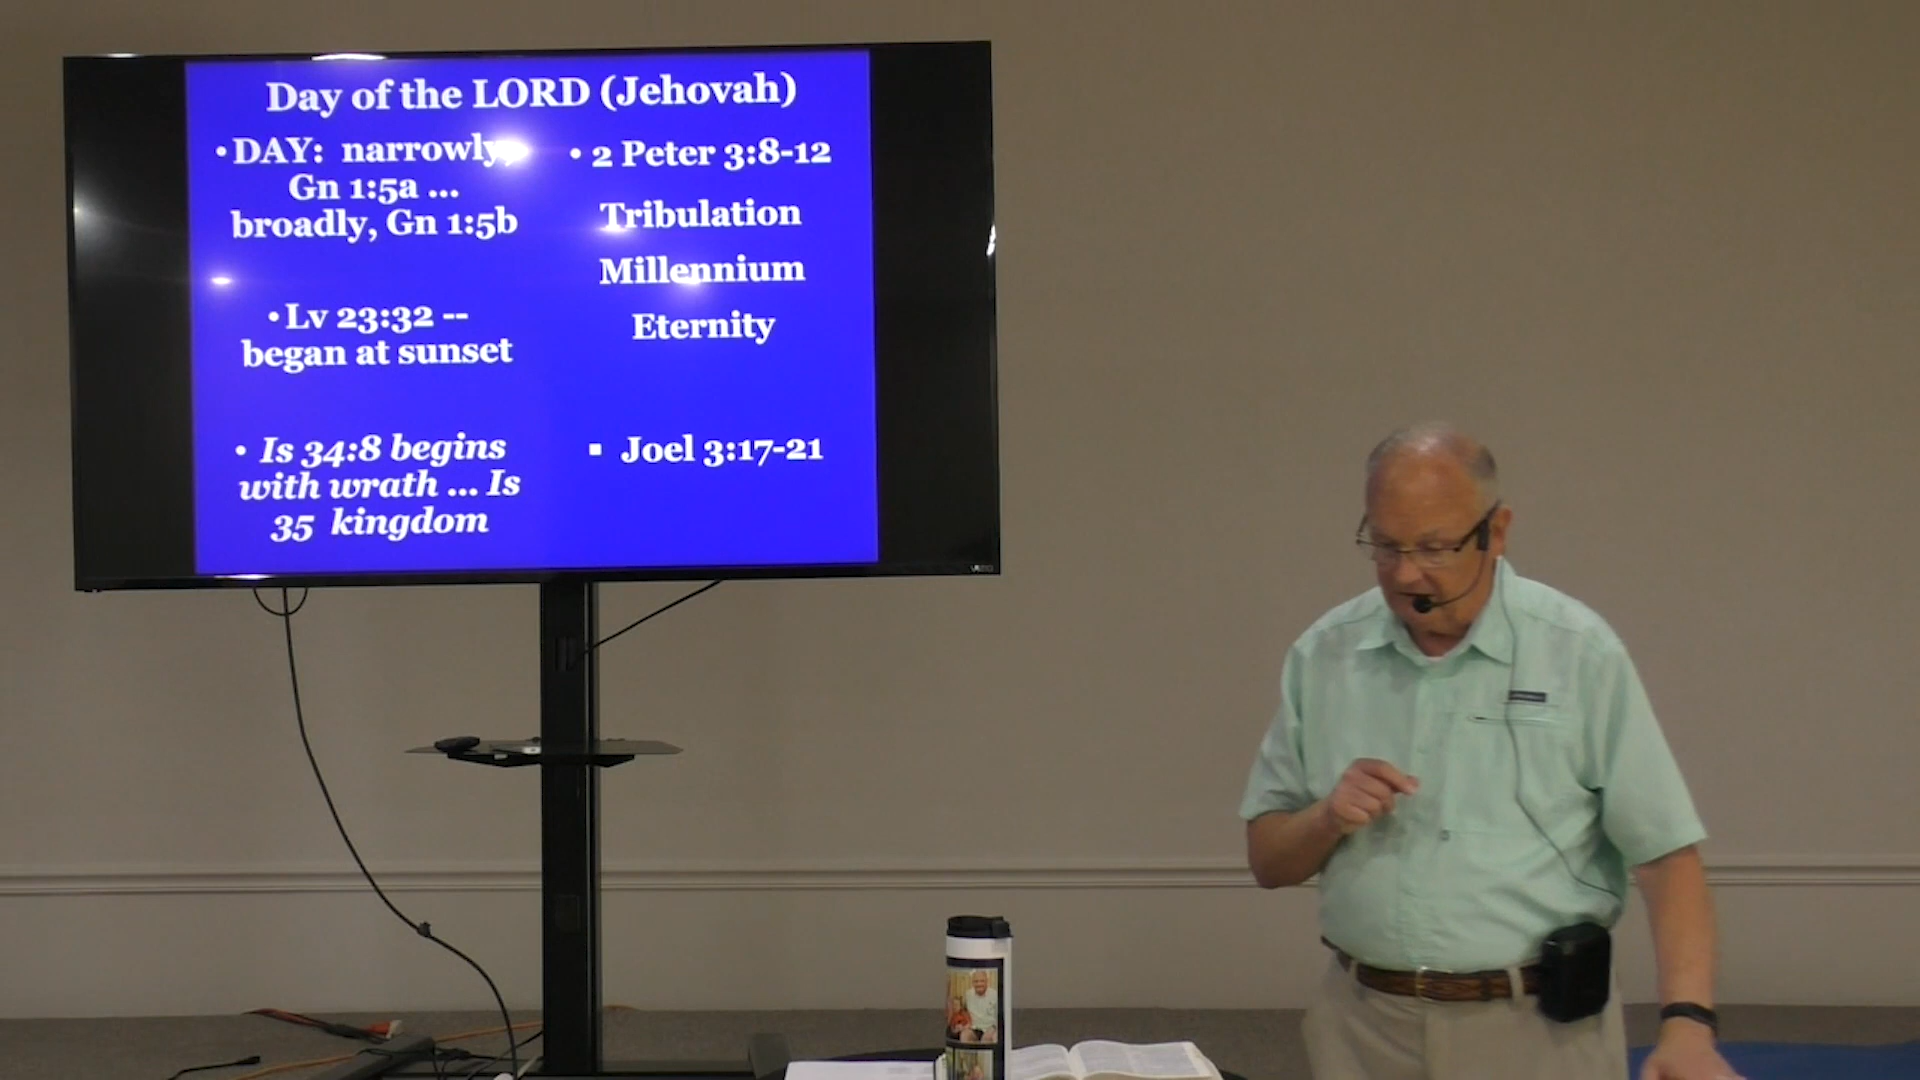 Day of the LORD (Jehovah)
• DAY: narrowly,
Gn 1:5a ...
broadly, Gn 1:5b
• Lv 23:32 --
began at sunset
• Is 34:8 begins
with wrath ... Is
35 kingdom
• 2 Peter 3:8-12
Tribulation
Millennium
Eternity
▪ Joel 3:17-21
VIZIO